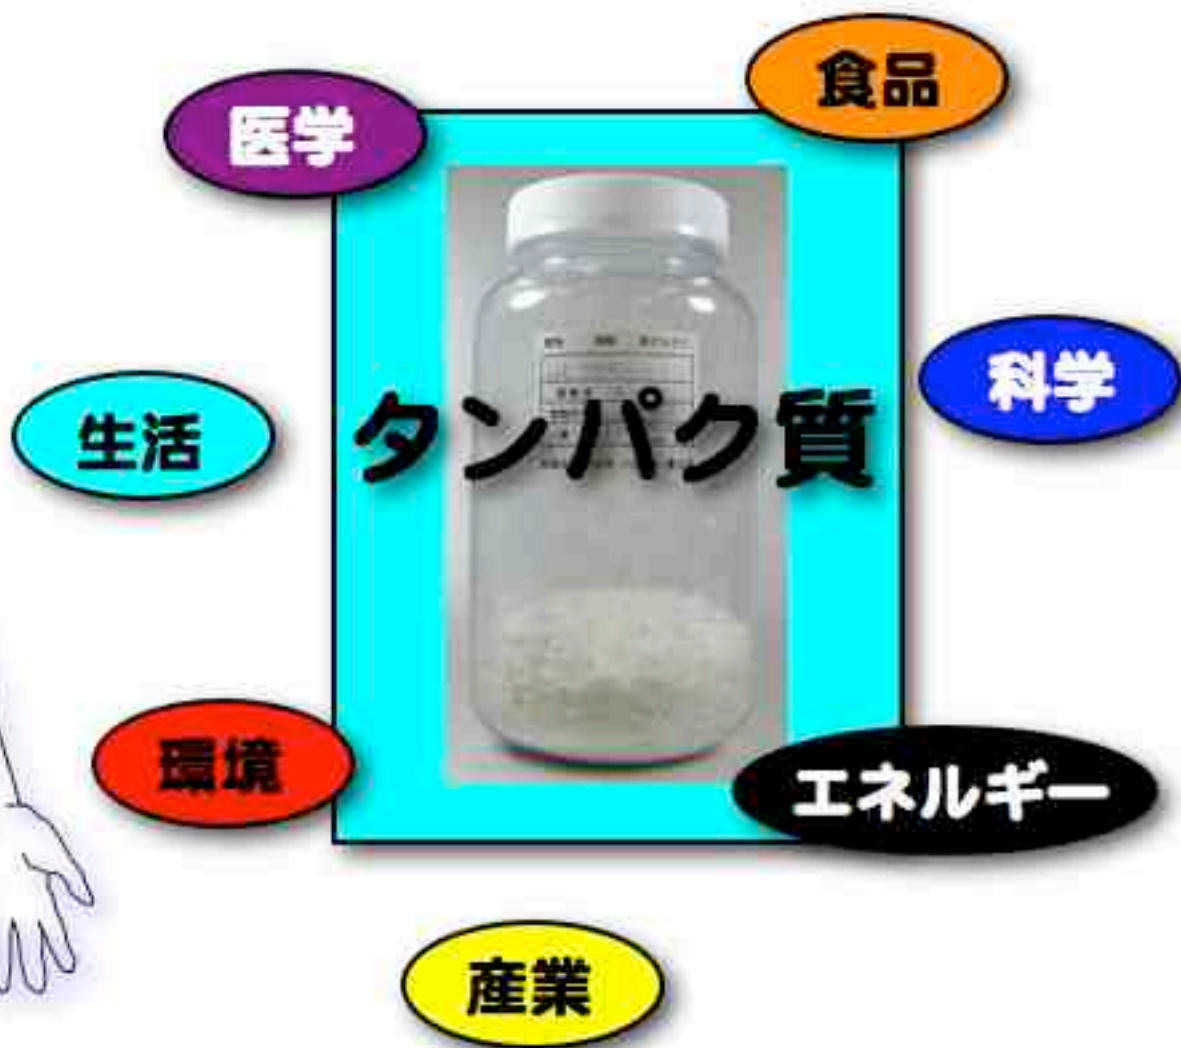 食品
医学
科学
生活
タンパク質
環境
エネルギー
産業